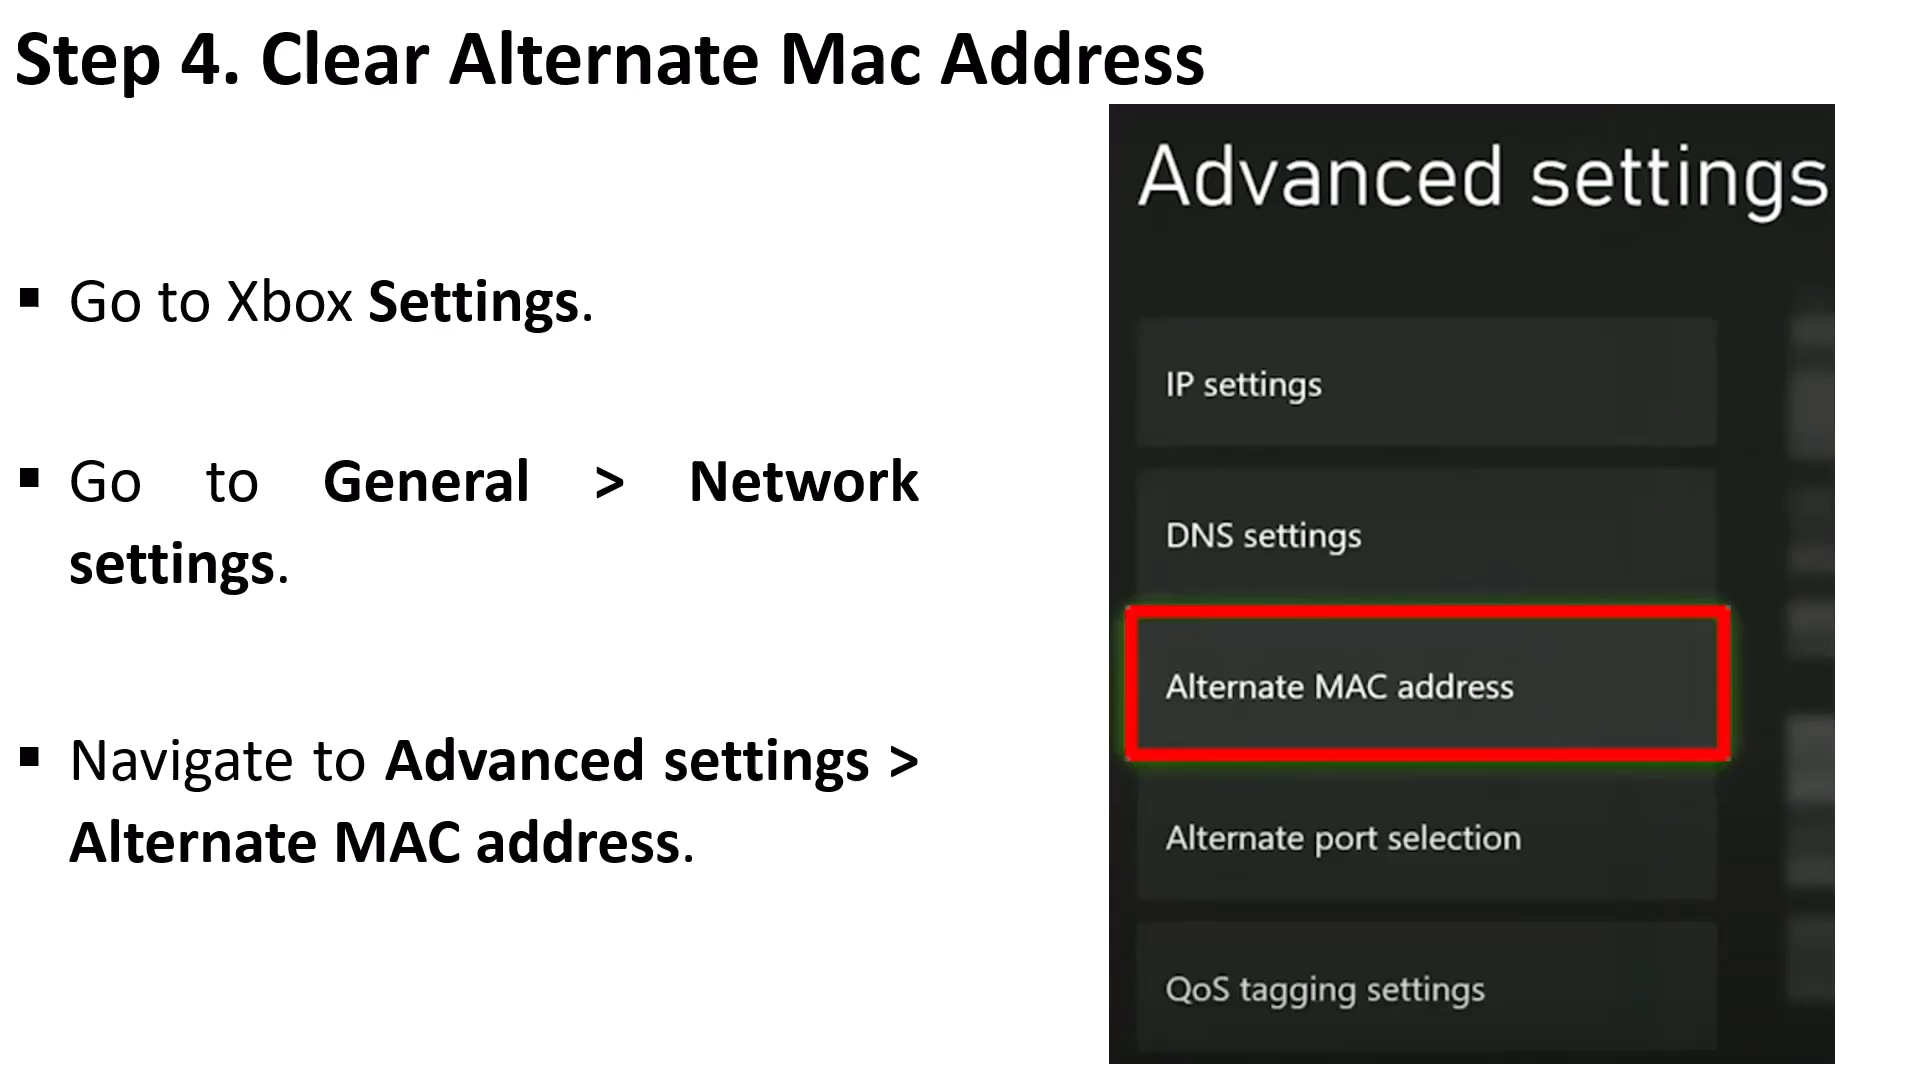 Step 4. Clear Alternate Mac Address
▪ Go to Xbox Settings.
▪ Go to General > Network
settings.
▪ Navigate to Advanced settings >
Alternate MAC address.
Advanced settings
IP settings
DNS settings
Alternate MAC address
Alternate port selection
QoS tagging settings